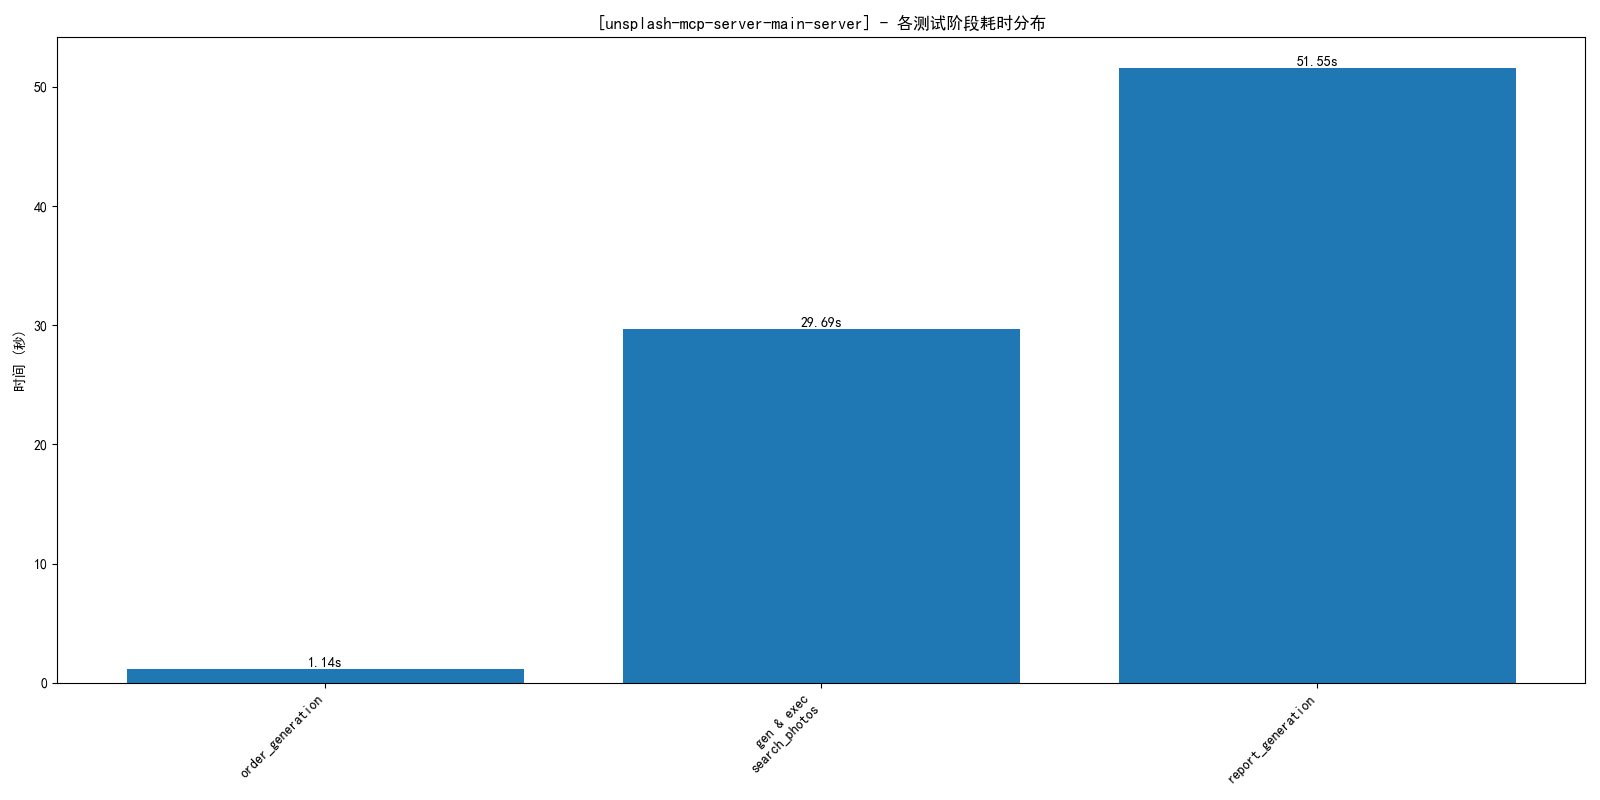 [unsplash-mcp-server-main-server] - 各测试阶段耗时分布
时间 (秒)
50
40
30
20
10
0
1.14s
29.69s
51.55s
order_generation
gen & exec
search_photos
report_generation